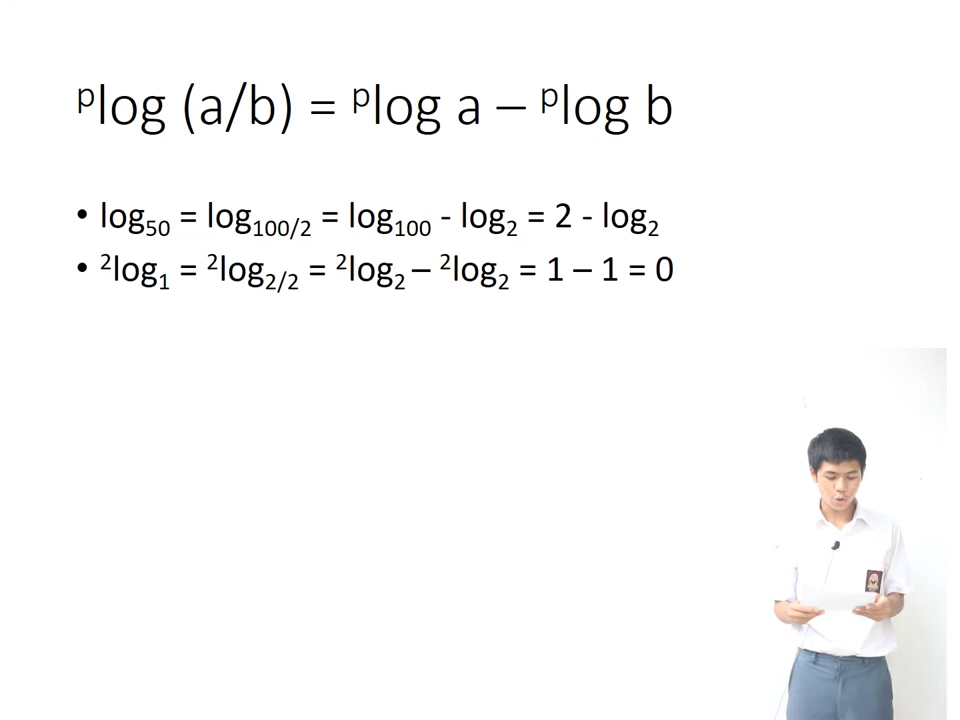 ᵖlog (a/b) = ᵖlog a – ᵖlog b
• log₅₀ = log₁₀₀/₂ = log₁₀₀ - log₂ = 2 - log₂
• ²log₁ = ²log₂/₂ = ²log₂ – ²log₂ = 1 – 1 = 0